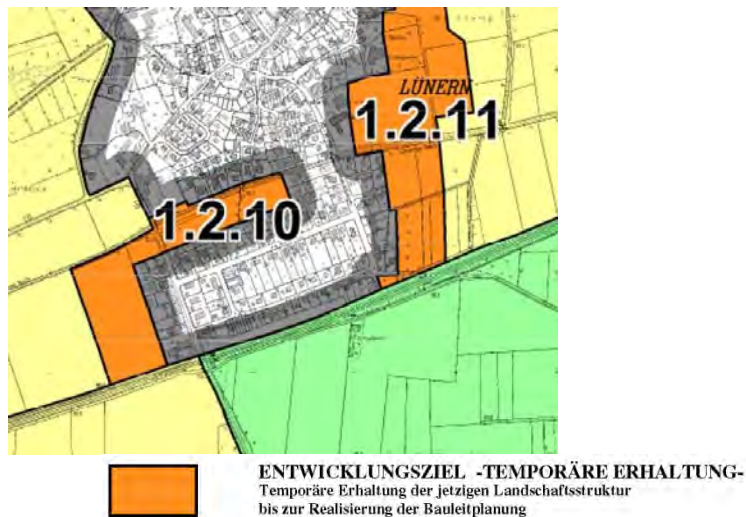 LÜNERN
1.2.11
1.2.10
ENTWICKLUNGSZIEL -TEMPORÄRE ERHALTUNG-
Temporäre Erhaltung der jetzigen Landschaftsstruktur
bis zur Realisierung der Bauleitplanung